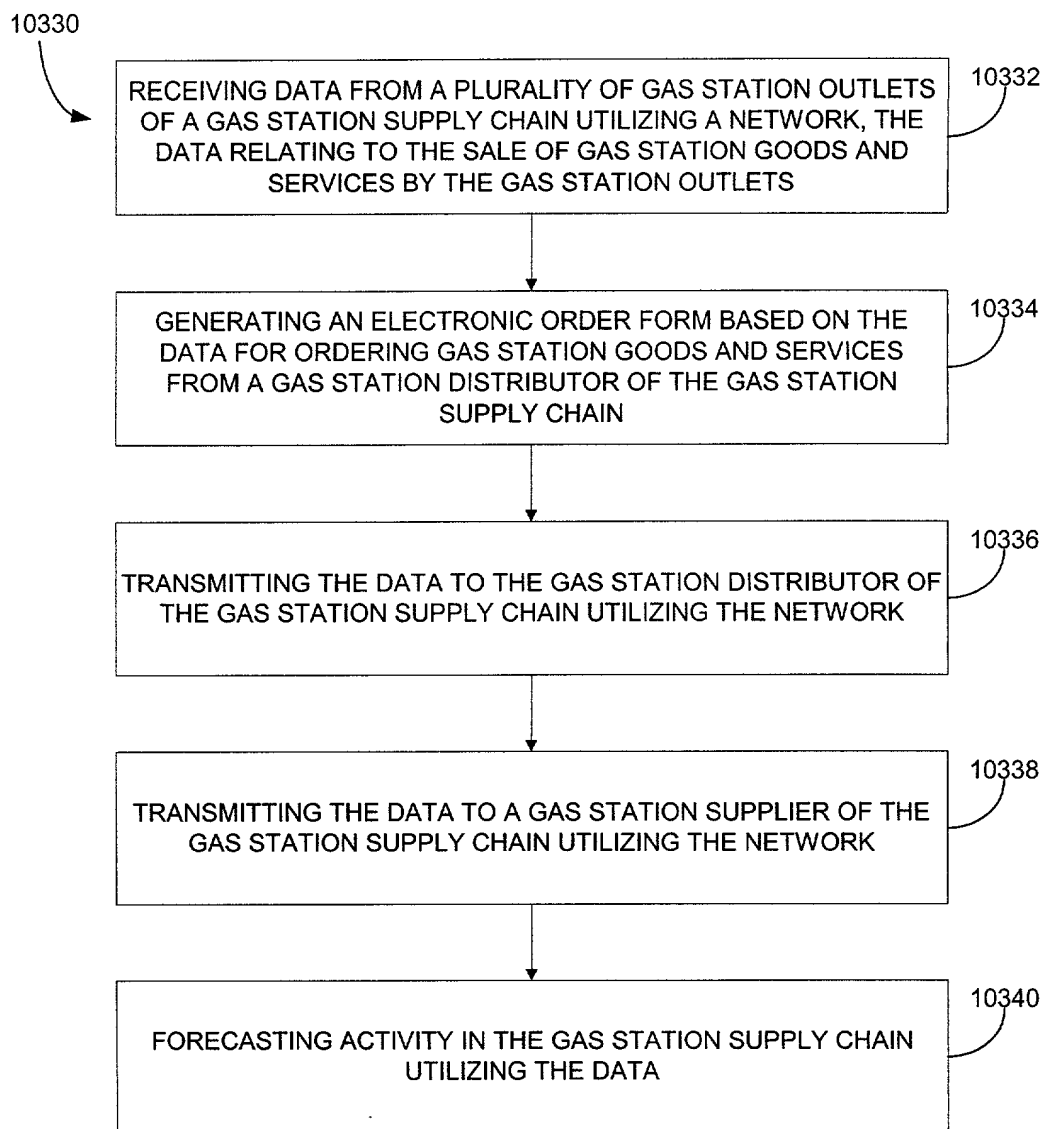 10330
RECEIVING DATA FROM A PLURALITY OF GAS STATION OUTLETS
OF A GAS STATION SUPPLY CHAIN UTILIZING A NETWORK, THE
DATA RELATING TO THE SALE OF GAS STATION GOODS AND
SERVICES BY THE GAS STATION OUTLETS
10332
GENERATING AN ELECTRONIC ORDER FORM BASED ON THE
DATA FOR ORDERING GAS STATION GOODS AND SERVICES
FROM A GAS STATION DISTRIBUTOR OF THE GAS STATION
SUPPLY CHAIN
10334
TRANSMITTING THE DATA TO THE GAS STATION DISTRIBUTOR OF
THE GAS STATION SUPPLY CHAIN UTILIZING THE NETWORK
10336
TRANSMITTING THE DATA TO A GAS STATION SUPPLIER OF THE
GAS STATION SUPPLY CHAIN UTILIZING THE NETWORK
10338
FORECASTING ACTIVITY IN THE GAS STATION SUPPLY CHAIN
UTILIZING THE DATA
10340